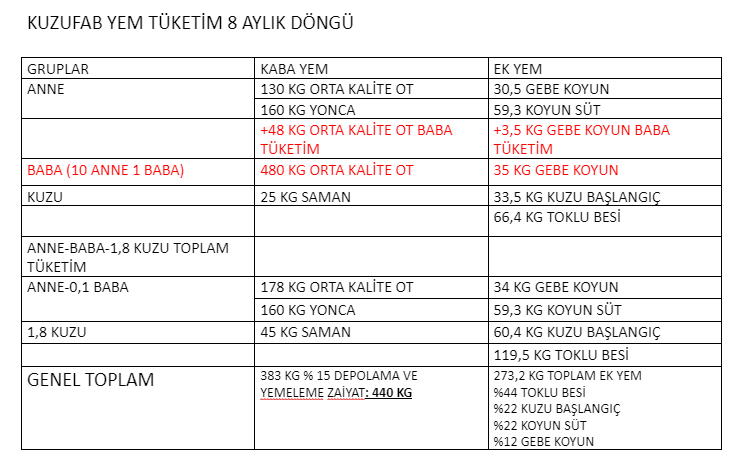 KUZUFAB YEM TÜKETİM 8 AYLIK DÖNGÜ
GRUPLAR
KABA YEM
EK YEM
ANNE
130 KG ORTA KALİTE OT
30,5 GEBE KOYUN
160 KG YONCA
59,3 KOYUN SÜT
+48 KG ORTA KALİTE OT BABA
TÜKETİM
+3,5 KG GEBE KOYUN BABA
TÜKETİM
BABA (10 ANNE 1 BABA)
480 KG ORTA KALİTE OT
35 KG GEBE KOYUN
KUZU
25 KG SAMAN
33,5 KG KUZU BAŞLANGIÇ
66,4 KG TOKLU BESİ
ANNE-BABA-1,8 KUZU TOPLAM
TÜKETİM
ANNE-0,1 BABA
178 KG ORTA KALİTE OT
34 KG GEBE KOYUN
160 KG YONCA
59,3 KG KOYUN SÜT
1,8 KUZU
45 KG SAMAN
60,4 KG KUZU BAŞLANGIÇ
119,5 KG TOKLU BESİ
GENEL TOPLAM
383 KG % 15 DEPOLAMA VE
YEMELEME ZAİYAT: 440 KG
273,2 KG TOPLAM EK YEM
%44 TOKLU BESİ
%22 KUZU BAŞLANGIÇ
%22 KOYUN SÜT
%12 GEBE KOYUN